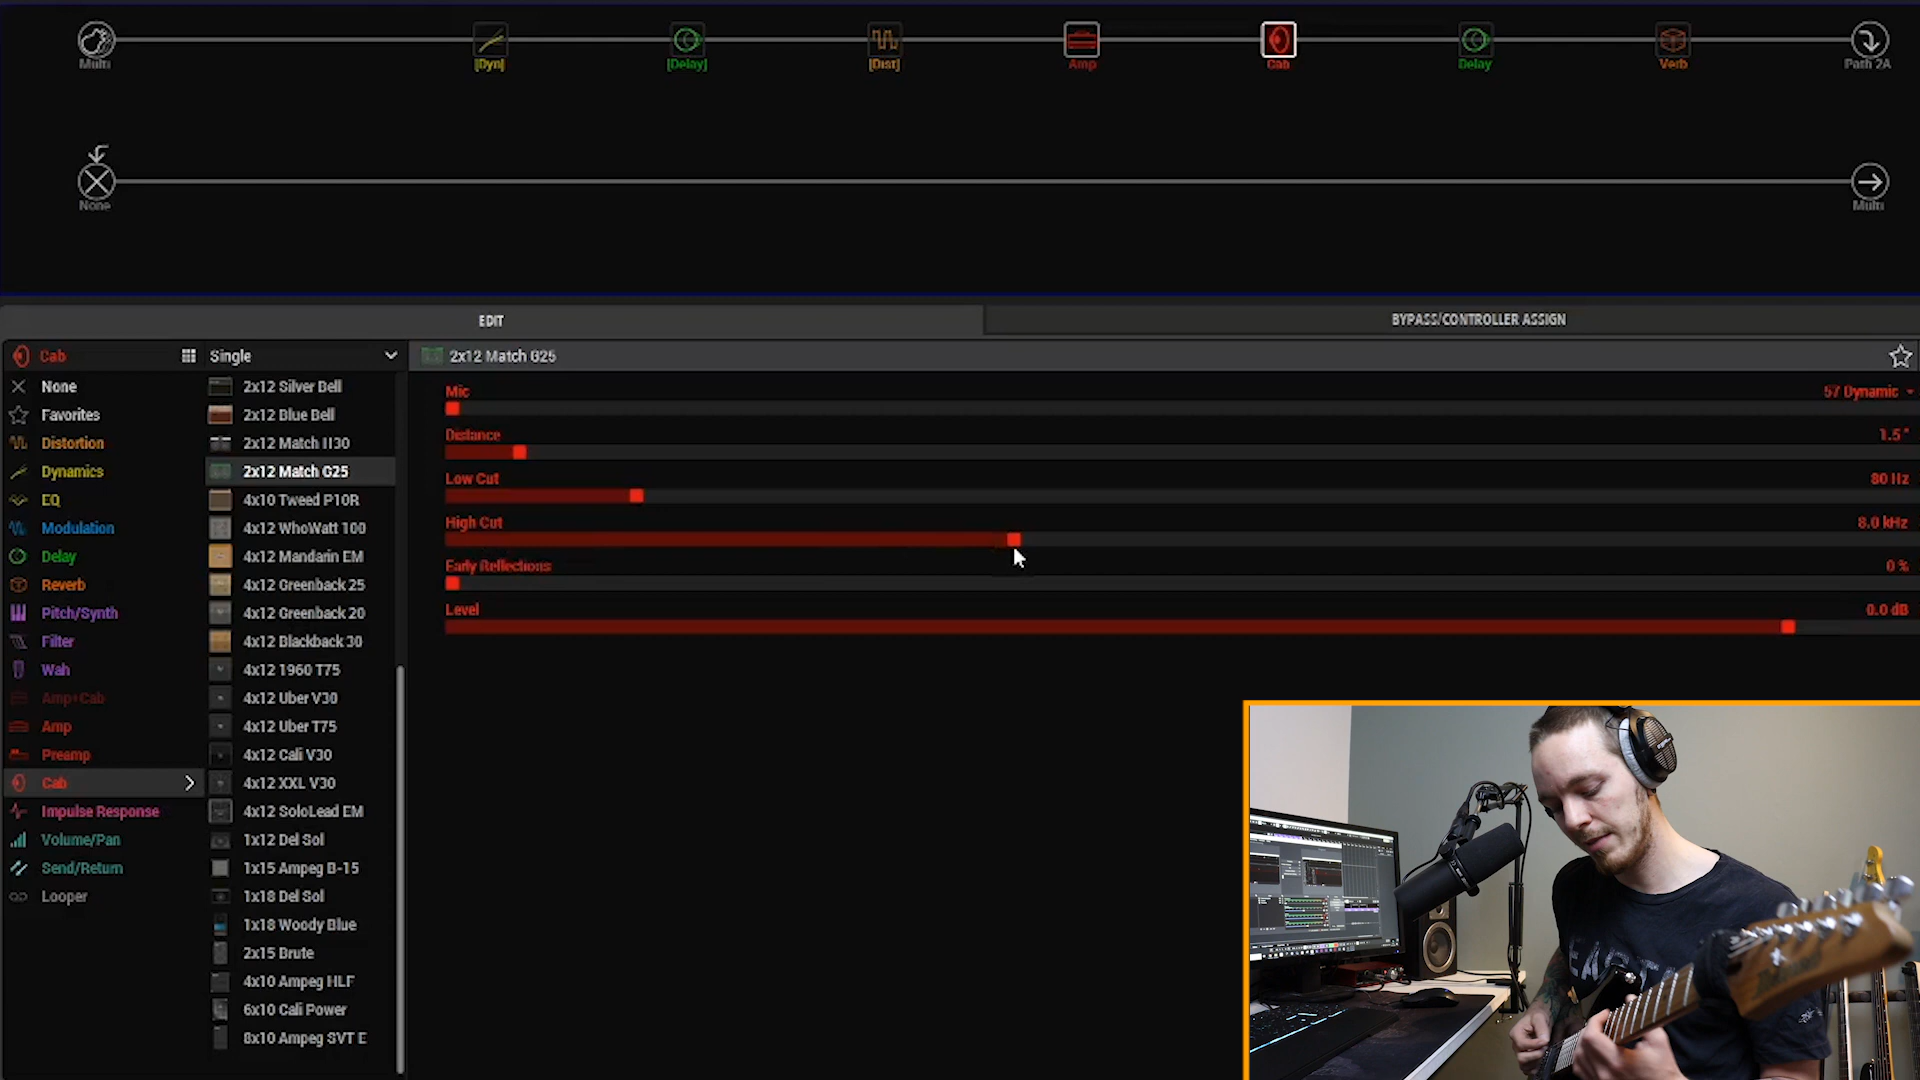 Multi
[Dyn]
[Delay]
[Dist]
Amp
Cab
Delay
Verb
Path 2A
None
Multi
EDIT
BYPASS/CONTROLLER ASSIGN
Cab
Single
2x12 Match G25
None
Favorites
Distortion
Dynamics
EQ
Modulation
Delay
Reverb
Pitch/Synth
Filter
Wah
Amp+Cab
Amp
Preamp
Cab
Impulse Response
Volume/Pan
Send/Return
Looper
2x12 Silver Bell
2x12 Blue Bell
2x12 Match H30
2x12 Match G25
4x10 Tweed P10R
4x12 WhoWatt 100
4x12 Mandarin EM
4x12 Greenback 25
4x12 Greenback 20
4x12 Blackback 30
4x12 1960 T75
4x12 Uber V30
4x12 Uber T75
4x12 Cali V30
4x12 XXL V30
4x12 SoloLead EM
1x12 Del Sol
1x15 Ampeg B-15
1x18 Del Sol
1x18 Woody Blue
2x15 Brute
4x10 Ampeg HLF
6x10 Cali Power
8x10 Ampeg SVT E
Mic 57 Dynamic
Distance 1.5"
Low Cut 80 Hz
High Cut 8.0 kHz
Early Reflections 0 %
Level 0.0 dB